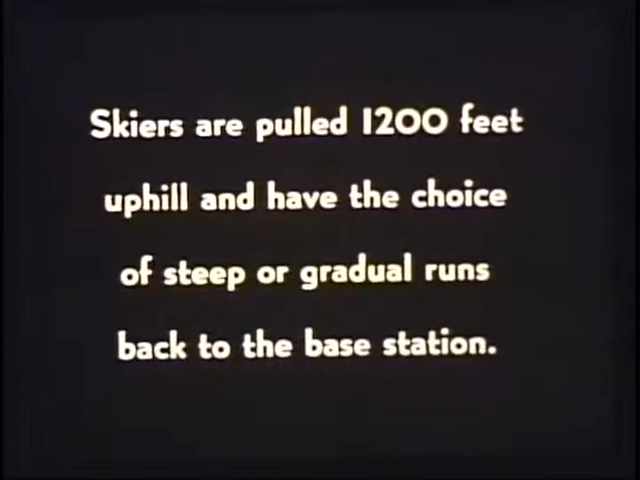 Skiers are pulled 1200 feet
uphill and have the choice
of steep or gradual runs
back to the base station.